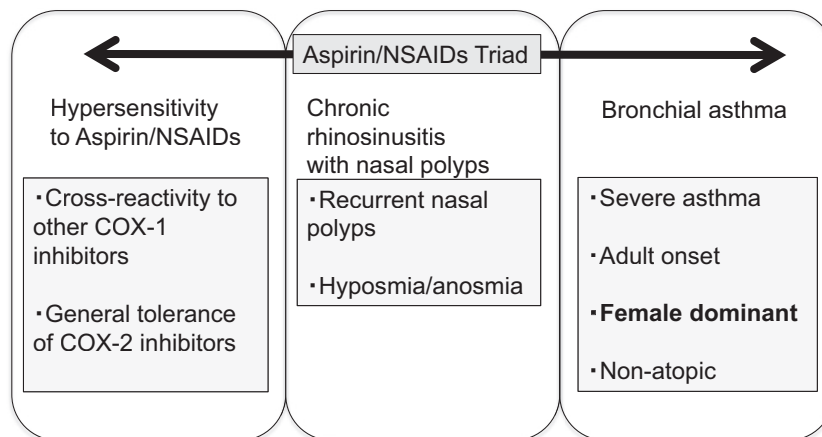 Aspirin/NSAIDs Triad
Hypersensitivity
to Aspirin/NSAIDs
・Cross-reactivity to
other COX-1
inhibitors
・General tolerance
of COX-2 inhibitors
Chronic
rhinosinusitis
with nasal polyps
・Recurrent nasal
polyps
・Hyposmia/anosmia
Bronchial asthma
・Severe asthma
・Adult onset
・Female dominant
・Non-atopic